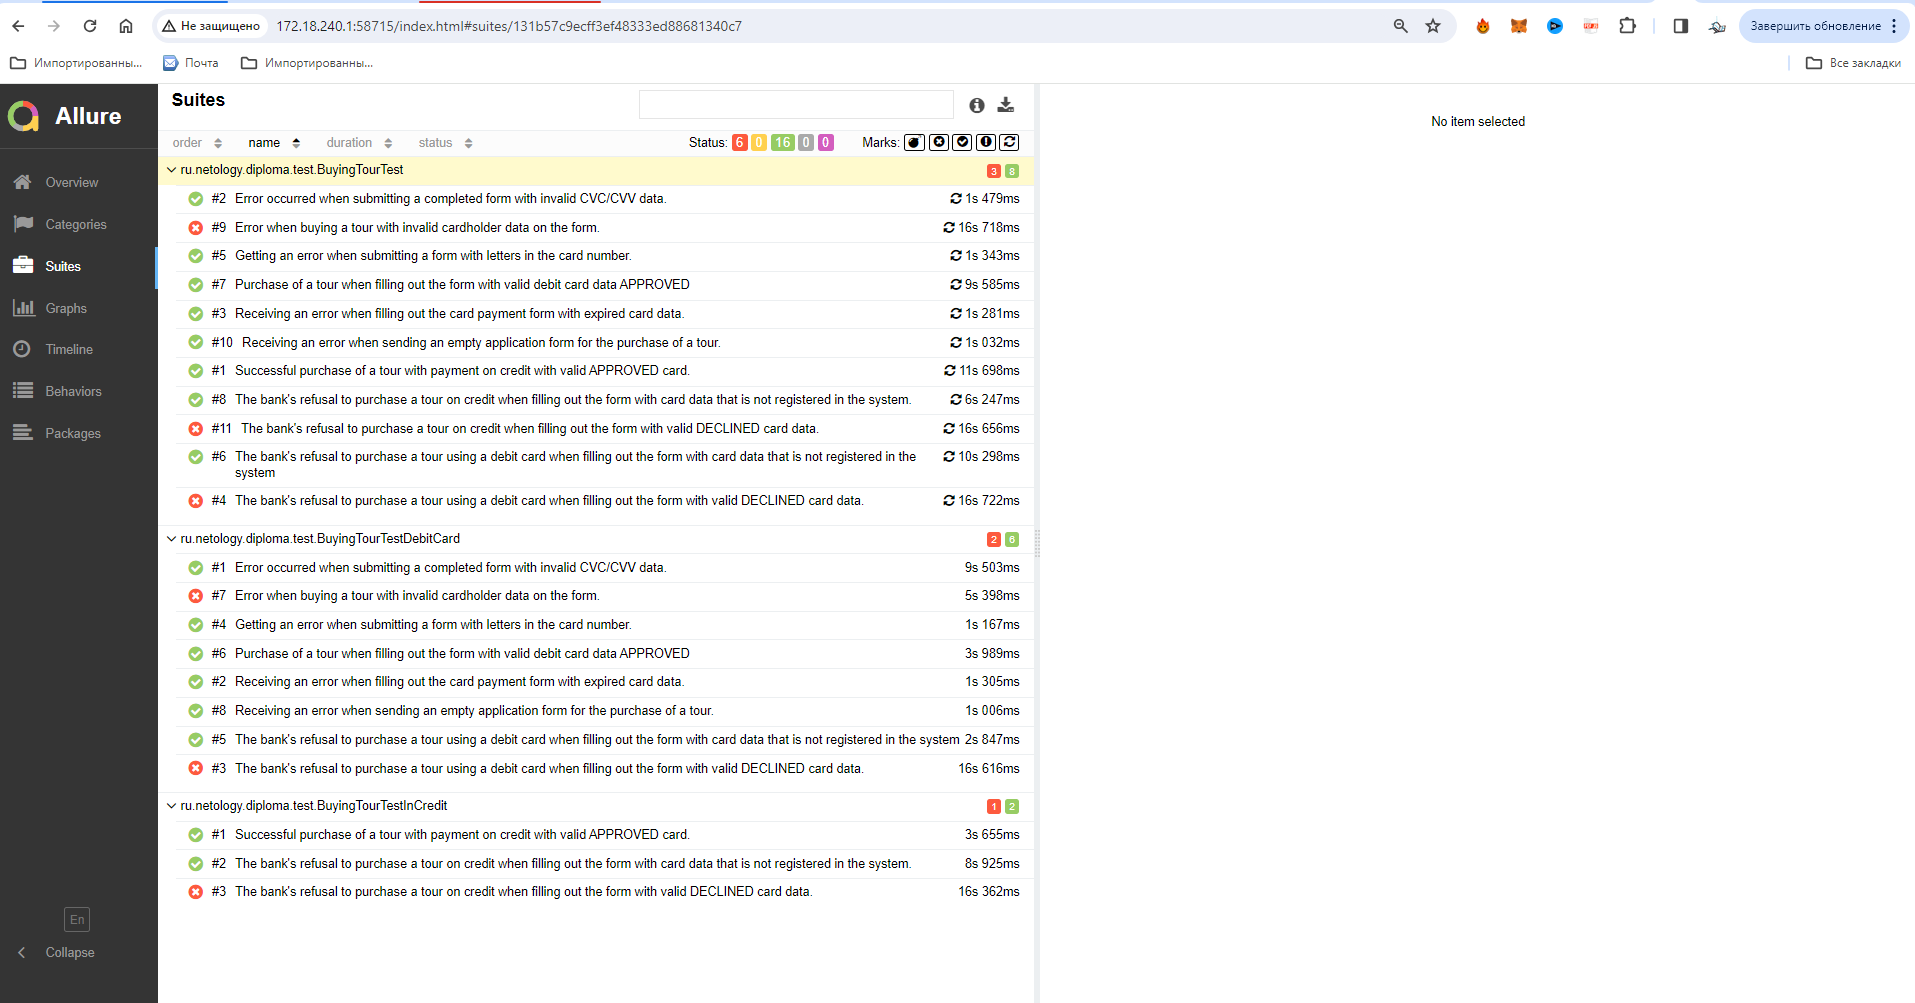 Не защищено 172.18.240.1:58715/index.html#suites/131b57c9ecff3ef48333ed88681340c7 Завершить обновление
Импортированны... Почта Импортированны... Все закладки
Allure
Overview
Categories
Suites
Graphs
Timeline
Behaviors
Packages
En
Collapse
Suites
order name duration status Status: 6 0 16 0 0 Marks:
ru.netology.diploma.test.BuyingTourTest 3 8
#2 Error occurred when submitting a completed form with invalid CVC/CVV data. 1s 479ms
#9 Error when buying a tour with invalid cardholder data on the form. 16s 718ms
#5 Getting an error when submitting a form with letters in the card number. 1s 343ms
#7 Purchase of a tour when filling out the form with valid debit card data APPROVED 9s 585ms
#3 Receiving an error when filling out the card payment form with expired card data. 1s 281ms
#10 Receiving an error when sending an empty application form for the purchase of a tour. 1s 032ms
#1 Successful purchase of a tour with payment on credit with valid APPROVED card. 11s 698ms
#8 The bank's refusal to purchase a tour on credit when filling out the form with card data that is not registered in the system. 6s 247ms
#11 The bank's refusal to purchase a tour on credit when filling out the form with valid DECLINED card data. 16s 656ms
#6 The bank's refusal to purchase a tour using a debit card when filling out the form with card data that is not registered in the 10s 298ms
system
#4 The bank's refusal to purchase a tour using a debit card when filling out the form with valid DECLINED card data. 16s 722ms
ru.netology.diploma.test.BuyingTourTestDebitCard 2 6
#1 Error occurred when submitting a completed form with invalid CVC/CVV data. 9s 503ms
#7 Error when buying a tour with invalid cardholder data on the form. 5s 398ms
#4 Getting an error when submitting a form with letters in the card number. 1s 167ms
#6 Purchase of a tour when filling out the form with valid debit card data APPROVED 3s 989ms
#2 Receiving an error when filling out the card payment form with expired card data. 1s 305ms
#8 Receiving an error when sending an empty application form for the purchase of a tour. 1s 006ms
#5 The bank's refusal to purchase a tour using a debit card when filling out the form with card data that is not registered in the system 2s 847ms
#3 The bank's refusal to purchase a tour using a debit card when filling out the form with valid DECLINED card data. 16s 616ms
ru.netology.diploma.test.BuyingTourTestInCredit 1 2
#1 Successful purchase of a tour with payment on credit with valid APPROVED card. 3s 655ms
#2 The bank's refusal to purchase a tour on credit when filling out the form with card data that is not registered in the system. 8s 925ms
#3 The bank's refusal to purchase a tour on credit when filling out the form with valid DECLINED card data. 16s 362ms
No item selected